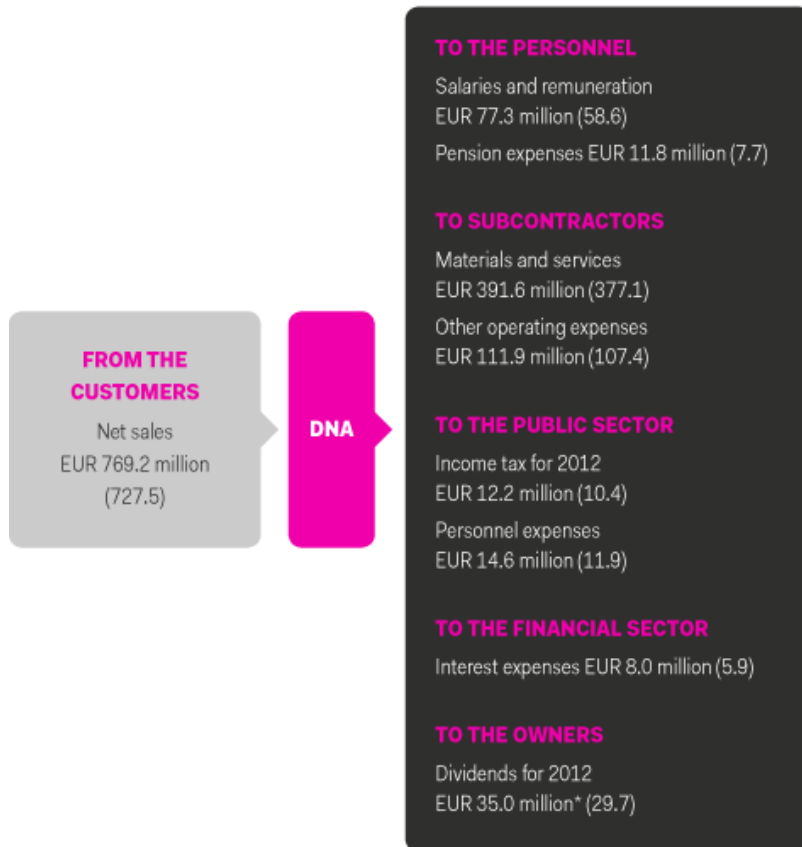 FROM THE
CUSTOMERS
Net sales
EUR 769.2 million
(727.5)
DNA
TO THE PERSONNEL
Salaries and remuneration
EUR 77.3 million (58.6)
Pension expenses EUR 11.8 million (7.7)
TO SUBCONTRACTORS
Materials and services
EUR 391.6 million (377.1)
Other operating expenses
EUR 111.9 million (107.4)
TO THE PUBLIC SECTOR
Income tax for 2012
EUR 12.2 million (10.4)
Personnel expenses
EUR 14.6 million (11.9)
TO THE FINANCIAL SECTOR
Interest expenses EUR 8.0 million (5.9)
TO THE OWNERS
Dividends for 2012
EUR 35.0 million* (29.7)